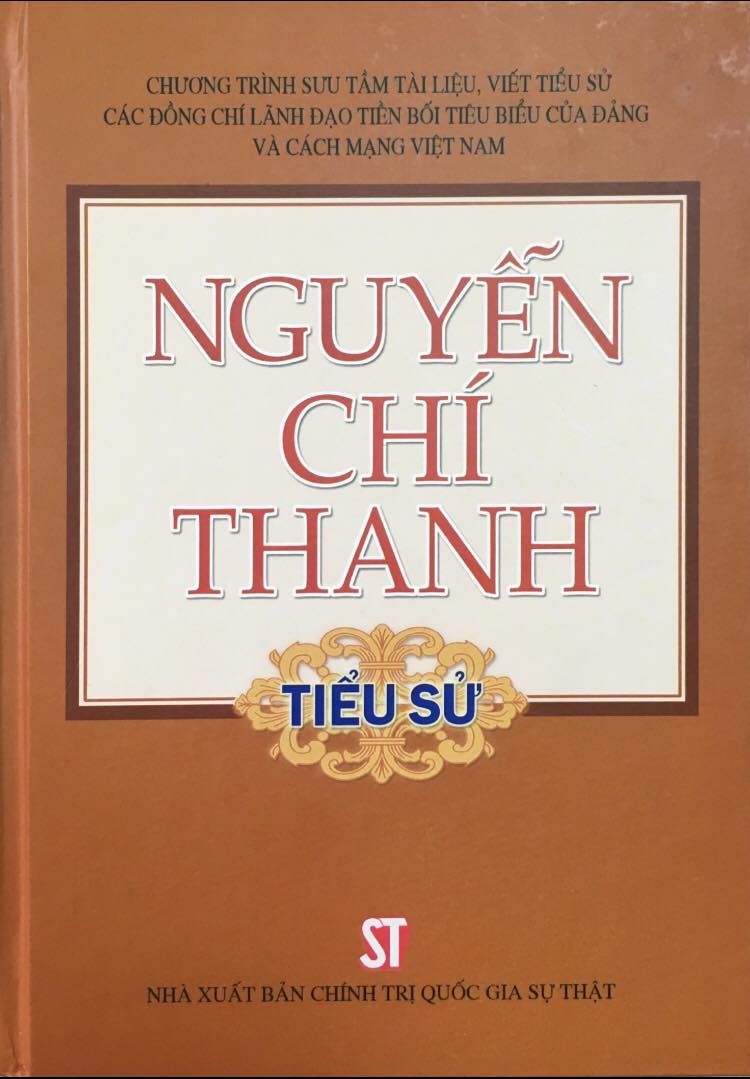 CHƯƠNG TRÌNH SƯU TẦM TÀI LIỆU, VIẾT TIỂU SỬ
CÁC ĐỒNG CHÍ LÃNH ĐẠO TIỀN BỐI TIÊU BIỂU CỦA ĐẢNG
VÀ CÁCH MẠNG VIỆT NAM
NGUYỄN
CHÍ
THANH
TIỂU SỬ
ST
NHÀ XUẤT BẢN CHÍNH TRỊ QUỐC GIA SỰ THẬT